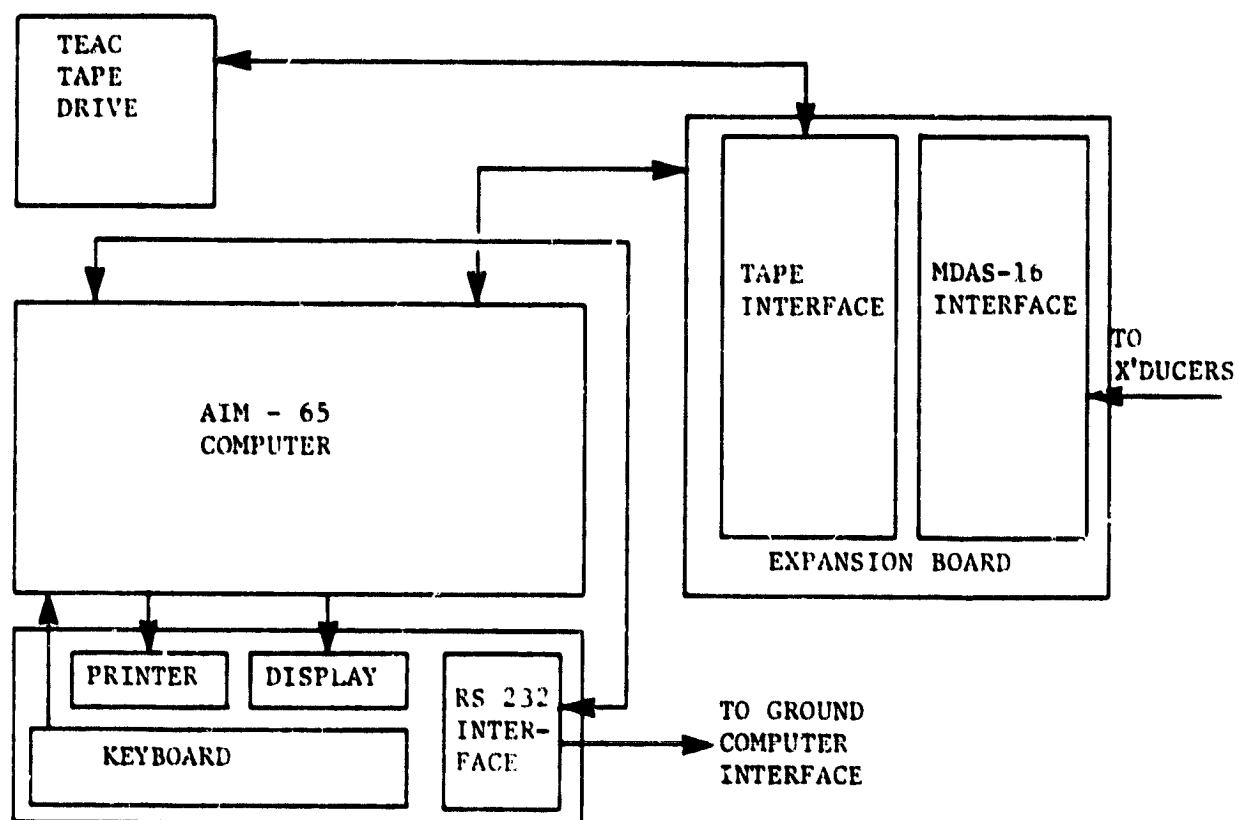 TEAC
TAPE
DRIVE
TAPE
INTERFACE
MDAS-16
INTERFACE
TO
X'DUCERS
EXPANSION BOARD
AIM - 65
COMPUTER
PRINTER
DISPLAY
KEYBOARD
RS 232
INTER-
FACE
TO GROUND
COMPUTER
INTERFACE